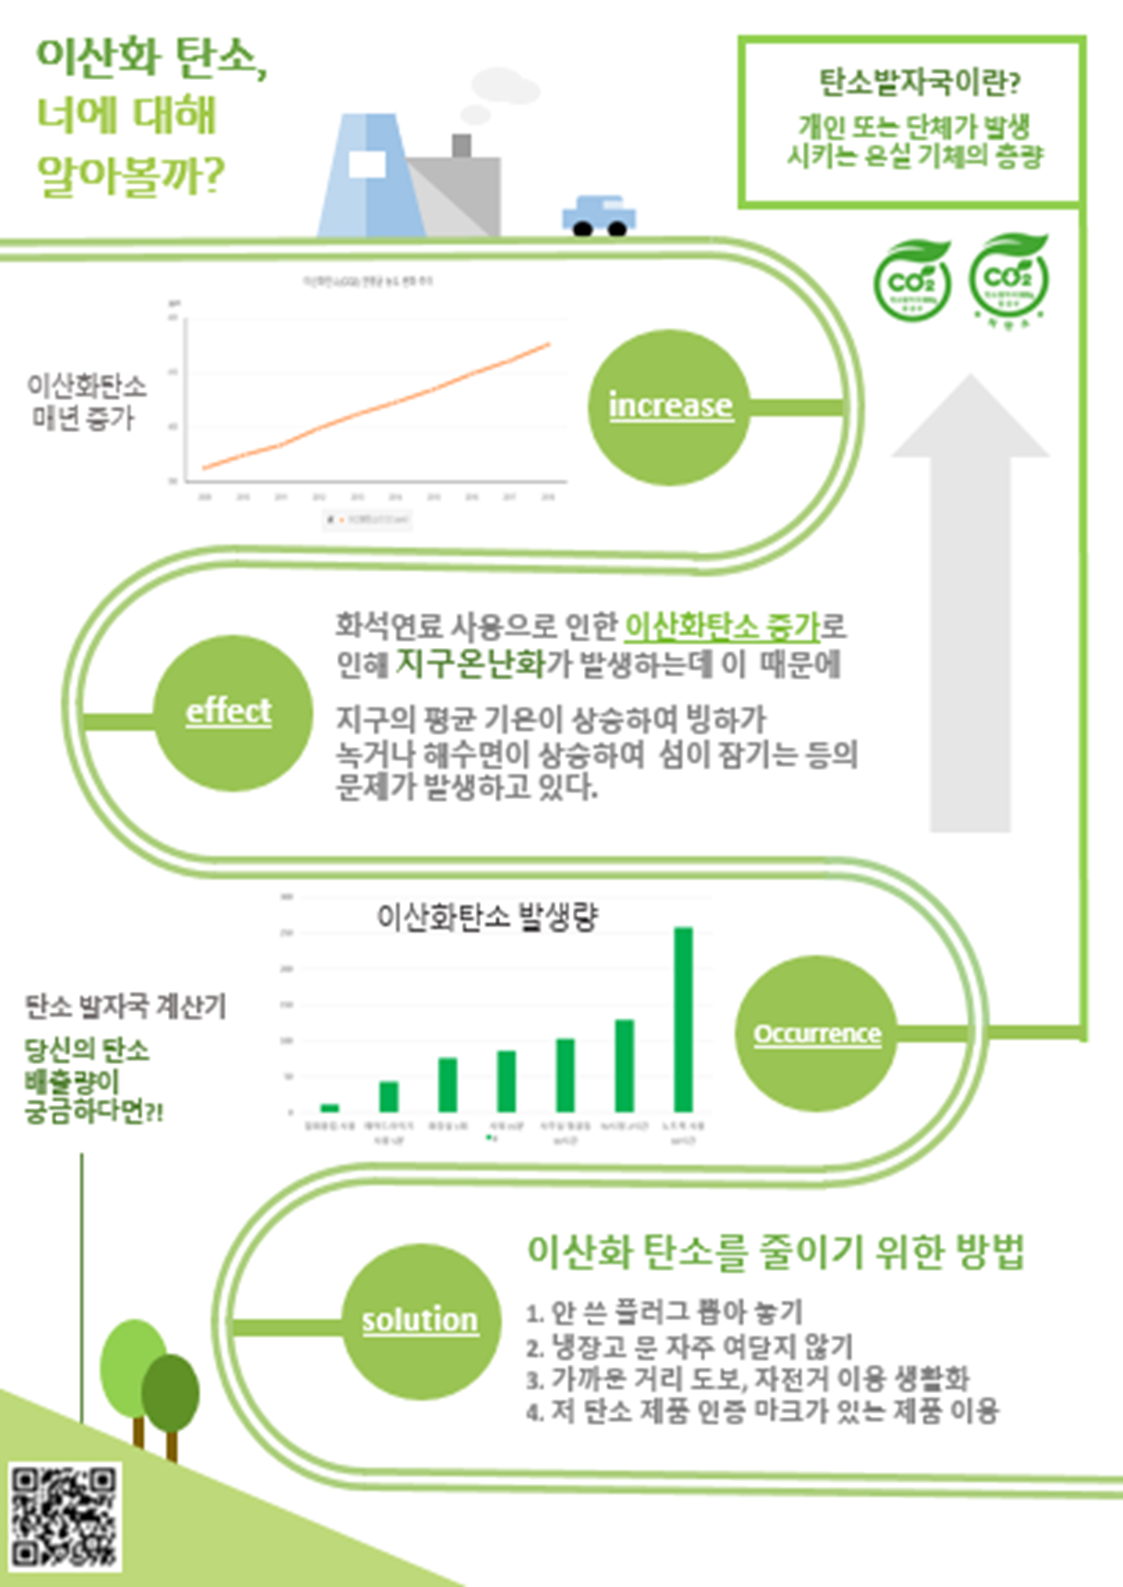 이산화 탄소,
너에 대해
알아볼까?
탄소발자국이란?
개인 또는 단체가 발생
시키는 온실 기체의 총량
CO2
CO2
이산화탄소
매년 증가
increase
effect
화석연료 사용으로 인한 이산화탄소 증가로
인해 지구온난화가 발생하는데 이 때문에
지구의 평균 기온이 상승하여 빙하가
녹거나 해수면이 상승하여 섬이 잠기는 등의
문제가 발생하고 있다.
이산화탄소 발생량
300
250
200
150
100
50
0
Occurrence
탄소 발자국 계산기
당신의 탄소
배출량이
궁금하다면?!
solution
이산화 탄소를 줄이기 위한 방법
1. 안 쓴 플러그 뽑아 놓기
2. 냉장고 문 자주 여닫지 않기
3. 가까운 거리 도보, 자전거 이용 생활화
4. 저 탄소 제품 인증 마크가 있는 제품 이용